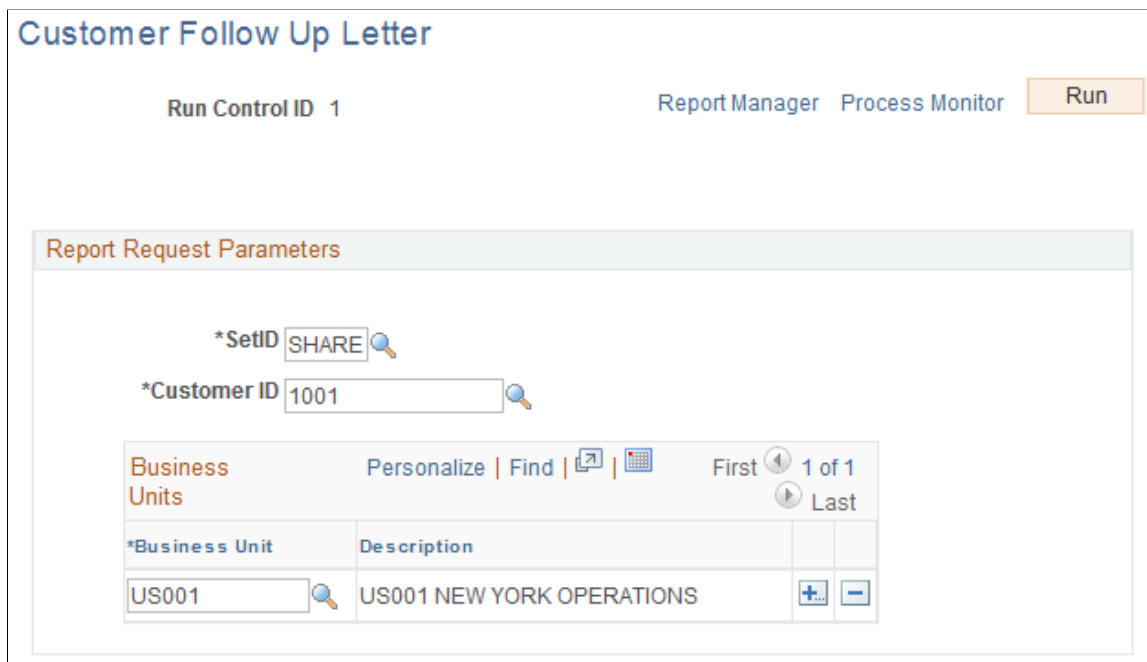 Customer Follow Up Letter
Run Control ID 1 Report Manager Process Monitor Run
Report Request Parameters
*SetID SHARE
*Customer ID 1001
Business Units Personalize | Find | | First 1 of 1 Last
*Business Unit Description
US001 US001 NEW YORK OPERATIONS